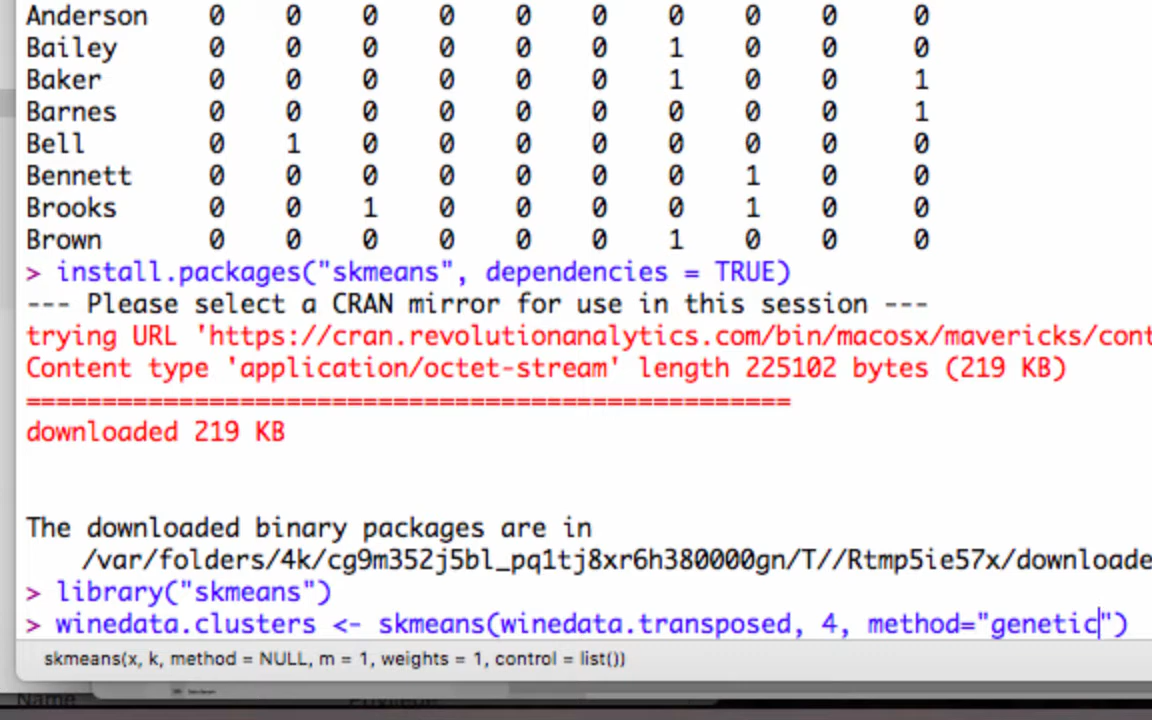 Anderson 0 0 0 0 0 0 0 0 0 0
Bailey 0 0 0 0 0 0 1 0 0 0
Baker 0 0 0 0 0 0 1 0 0 1
Barnes 0 0 0 0 0 0 0 0 0 1
Bell 0 1 0 0 0 0 0 0 0 0
Bennett 0 0 0 0 0 0 0 1 0 0
Brooks 0 0 1 0 0 0 0 1 0 0
Brown 0 0 0 0 0 0 1 0 0 0
> install.packages("skmeans", dependencies = TRUE)
--- Please select a CRAN mirror for use in this session ---
trying URL 'https://cran.revolutionanalytics.com/bin/macosx/mavericks/cont
Content type 'application/octet-stream' length 225102 bytes (219 KB)
==================================================
downloaded 219 KB
The downloaded binary packages are in
/var/folders/4k/cg9m352j5bl_pq1tj8xr6h380000gn/T//Rtmp5ie57x/downloade
> library("skmeans")
> winedata.clusters <- skmeans(winedata.transposed, 4, method="genetic")
skmeans(x, k, method = NULL, m = 1, weights = 1, control = list())
Name Privilege